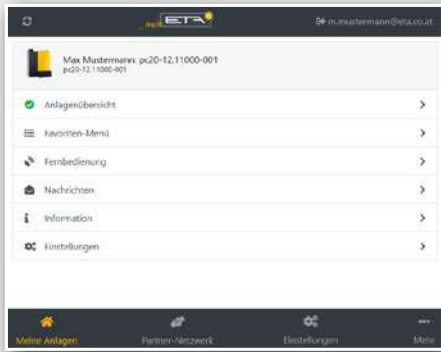 m.mustermann@eta.co.at
ETA
Max Mustermann: pc20-12.11000-001
pc20-12.11000-001
Anlagenübersicht
Favoriten-Menü
Fernbedienung
Nachrichten
Information
Einstellungen
Meine Anlagen
Partner-Netzwerk
Einstellungen
Mehr